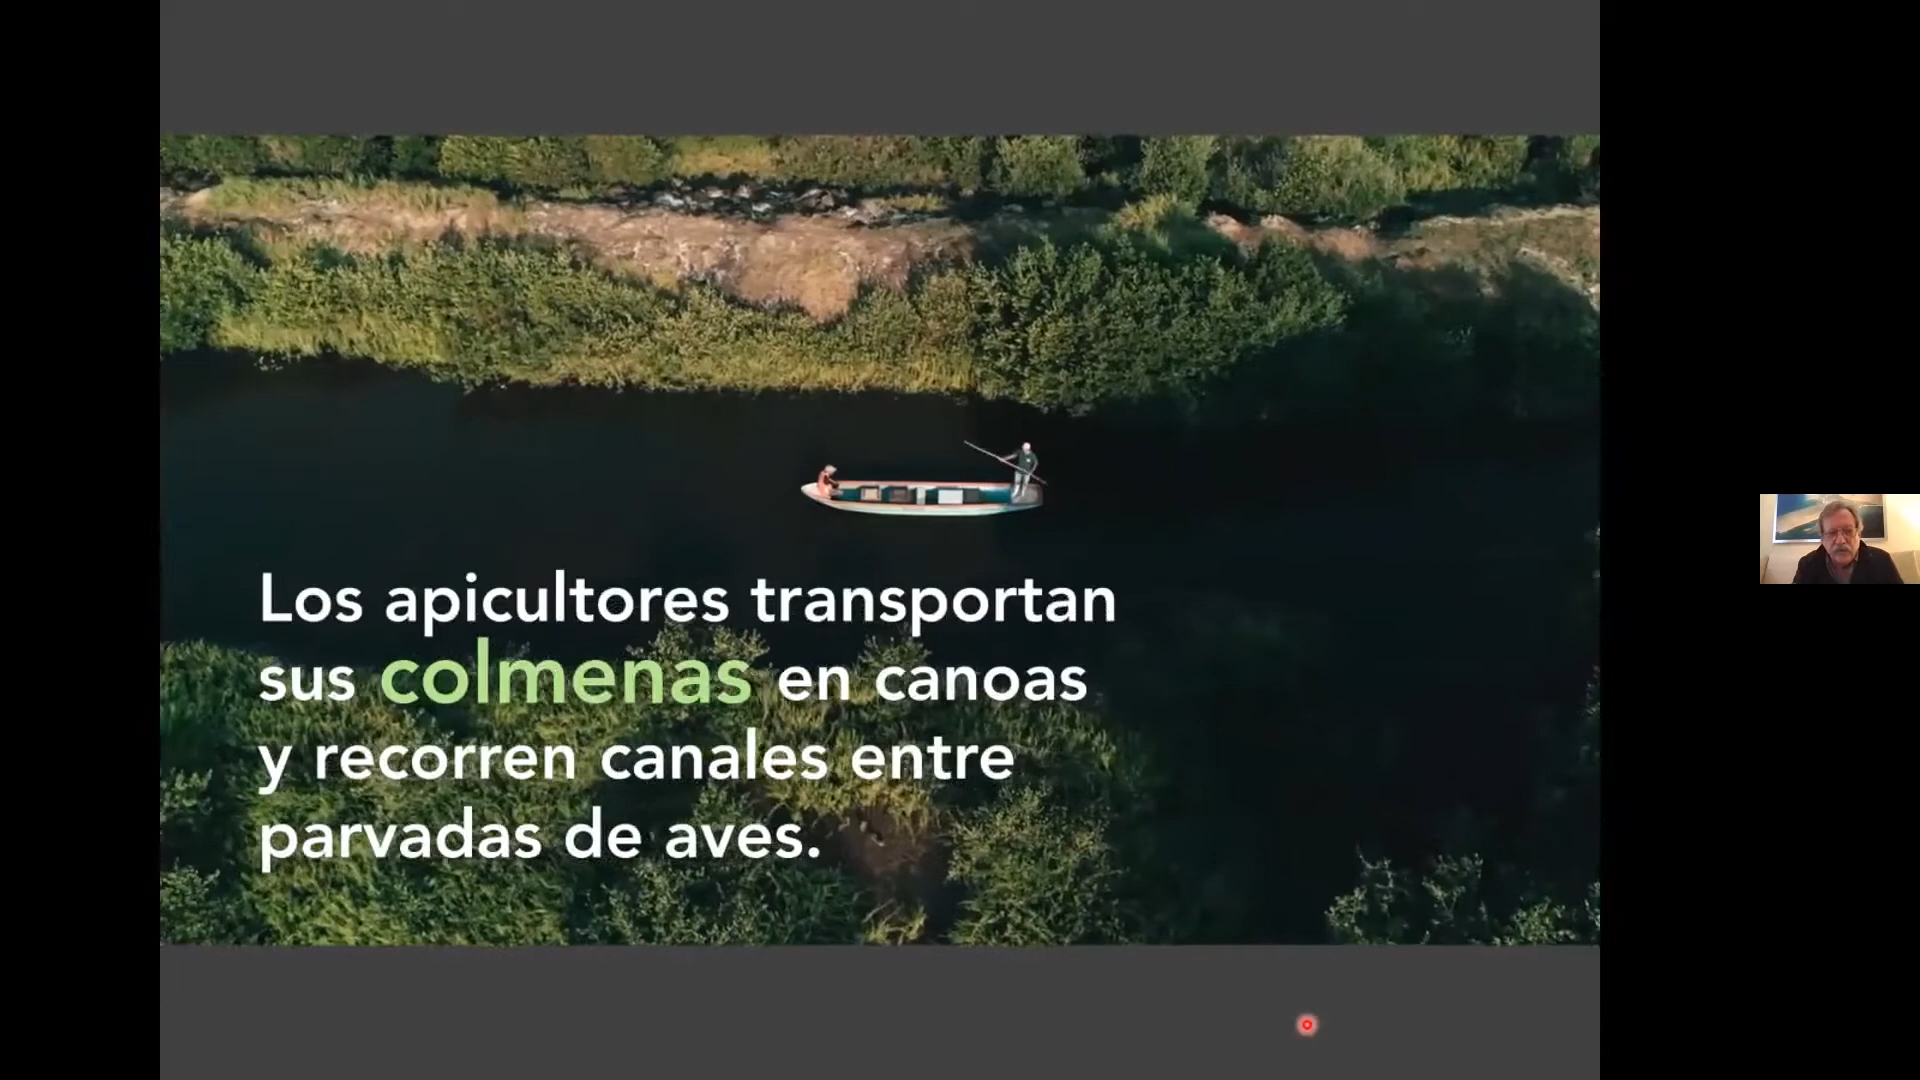 Los apicultores transportan
sus colmenas en canoas
y recorren canales entre
parvadas de aves.